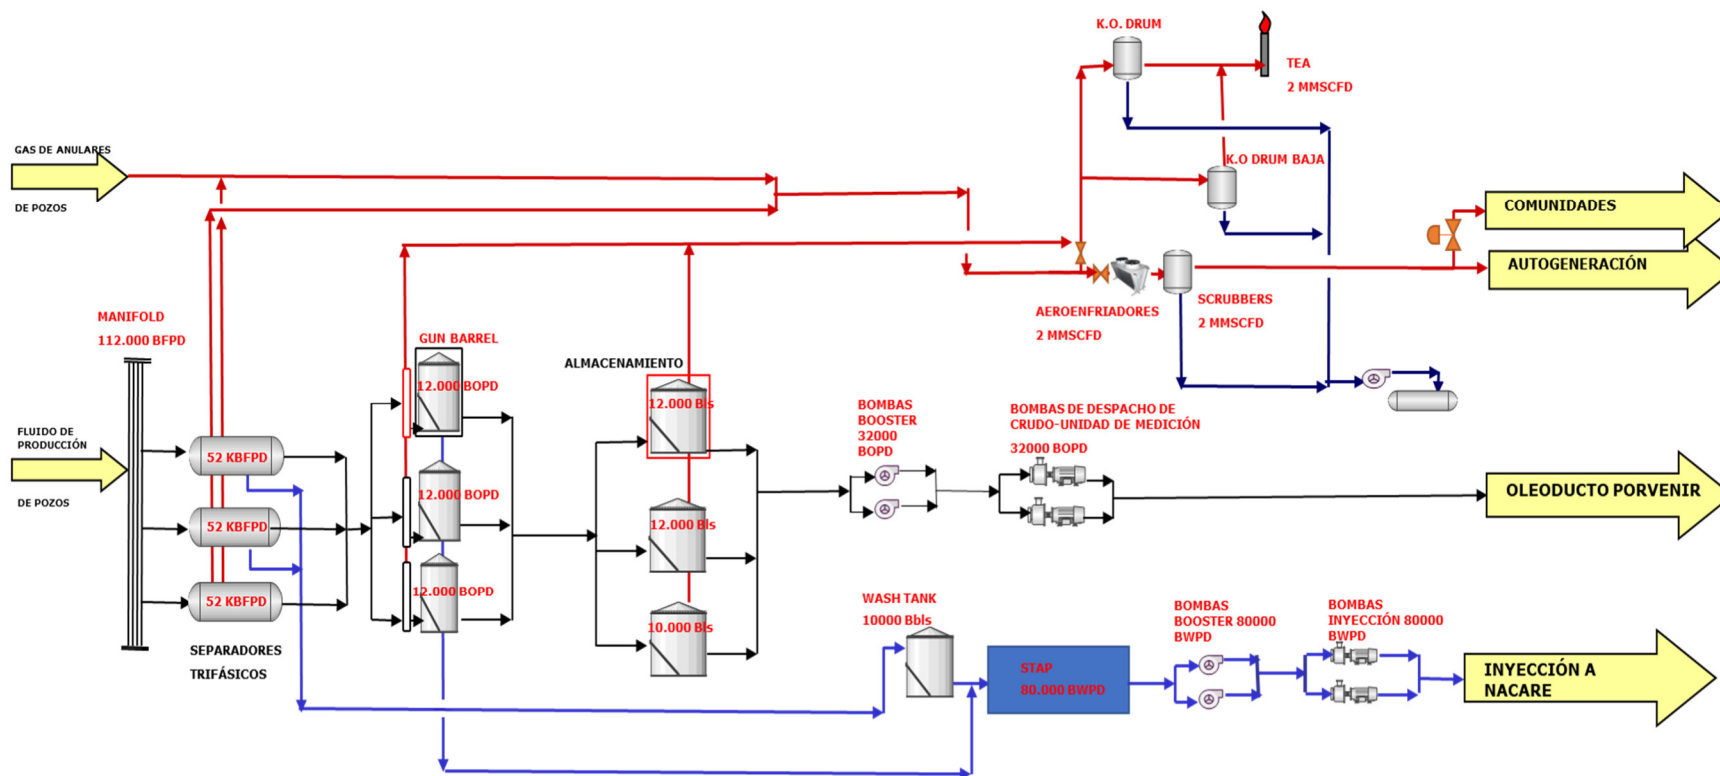 K.O. DRUM
TEA
2 MMSCFD
GAS DE ANULARES
DE POZOS
K.O DRUM BAJA
COMUNIDADES
AUTOGENERACIÓN
AEROENFRIADORES
2 MMSCFD
SCRUBBERS
2 MMSCFD
MANIFOLD
112.000 BFPD
GUN BARREL
ALMACENAMIENTO
12.000 BOPD
12.000 Bls
FLUIDO DE
PRODUCCIÓN
DE POZOS
52 KBFPD
52 KBFPD
52 KBFPD
SEPARADORES
TRIFÁSICOS
12.000 BOPD
12.000 BOPD
12.000 Bls
10.000 Bls
BOMBAS
BOOSTER
32000
BOPD
BOMBAS DE DESPACHO DE
CRUDO-UNIDAD DE MEDICIÓN
32000 BOPD
OLEODUCTO PORVENIR
WASH TANK
10000 Bbls
STAP
80.000 BWPD
BOMBAS
BOOSTER 80000
BWPD
BOMBAS
INYECCIÓN 80000
BWPD
INYECCIÓN A
NACARE